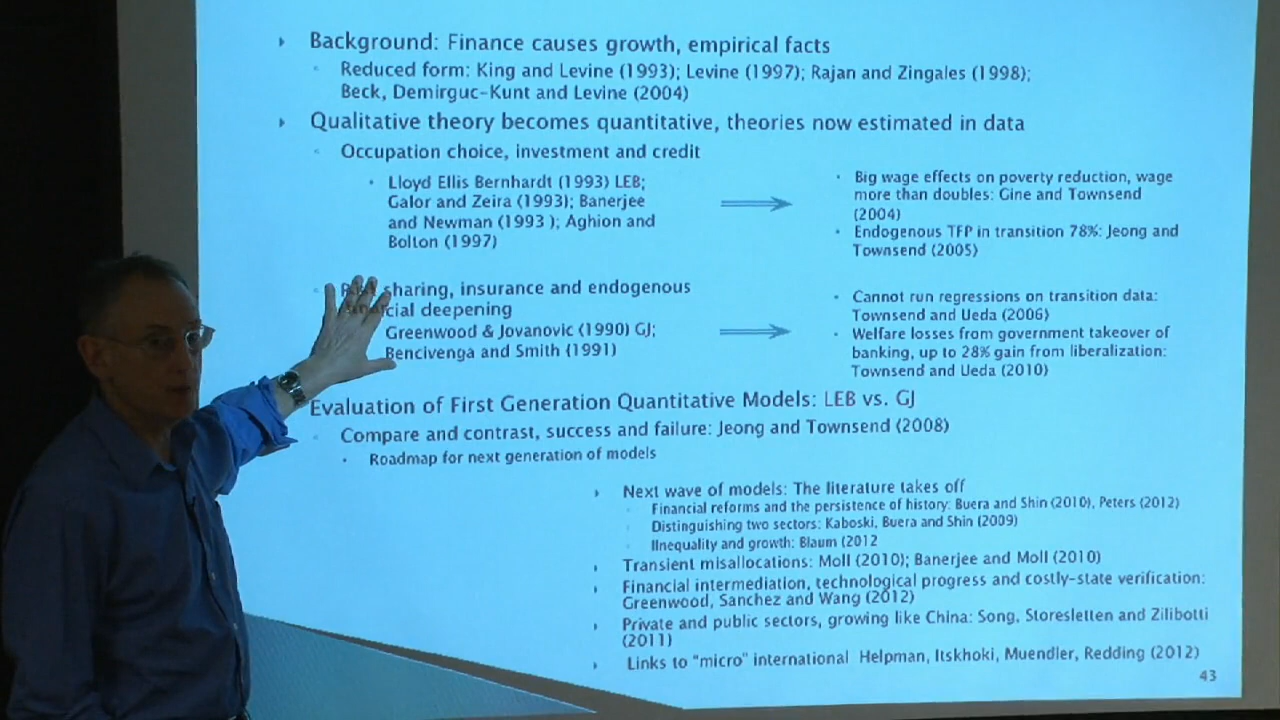 Background: Finance causes growth, empirical facts
Reduced form: King and Levine (1993); Levine (1997); Rajan and Zingales (1998);
Beck, Demirguc-Kunt and Levine (2004)
Qualitative theory becomes quantitative, theories now estimated in data
Occupation choice, investment and credit
Lloyd Ellis Bernhardt (1993) LEB;
Galor and Zeira (1993); Banerjee
and Newman (1993 ); Aghion and
Bolton (1997)
Big wage effects on poverty reduction, wage
more than doubles: Gine and Townsend
(2004)
Endogenous TFP in transition 78%: Jeong and
Townsend (2005)
sharing, insurance and endogenous
deepening
Greenwood & Jovanovic (1990) GJ;
Bencivenga and Smith (1991)
Cannot run regressions on transition data:
Townsend and Ueda (2006)
Welfare losses from government takeover of
banking, up to 28% gain from liberalization:
Townsend and Ueda (2010)
Evaluation of First Generation Quantitative Models: LEB vs. GJ
Compare and contrast, success and failure: Jeong and Townsend (2008)
Roadmap for next generation of models
Next wave of models: The literature takes off
Financial reforms and the persistence of history: Buera and Shin (2010), Peters (2012)
Distinguishing two sectors: Kaboski, Buera and Shin (2009)
IInequality and growth: Blaum (2012
Transient misallocations: Moll (2010); Banerjee and Moll (2010)
Financial intermediation, technological progress and costly-state verification:
Greenwood, Sanchez and Wang (2012)
Private and public sectors, growing like China: Song, Storesletten and Zilibotti
(2011)
Links to "micro" international Helpman, Itskhoki, Muendler, Redding (2012)
43